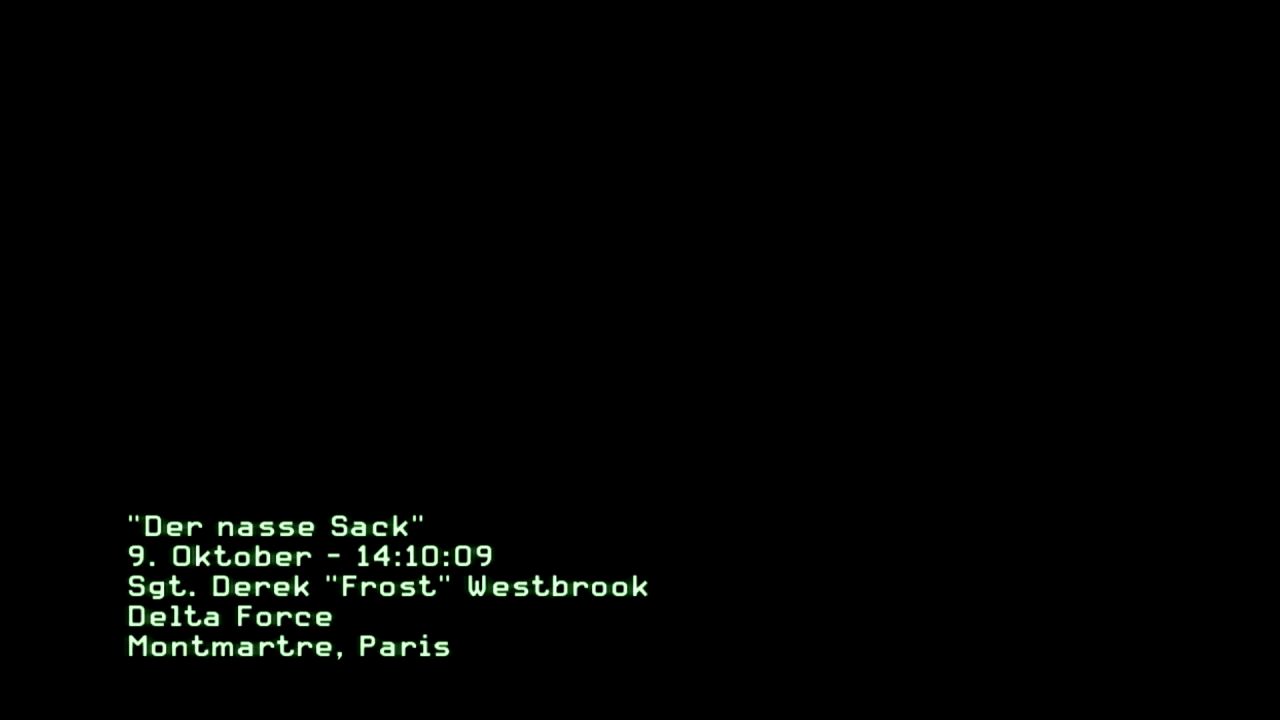 "Der nasse Sack"
9. Oktober - 14:10:09
Sgt. Derek "Frost" Westbrook
Delta Force
Montmartre, Paris